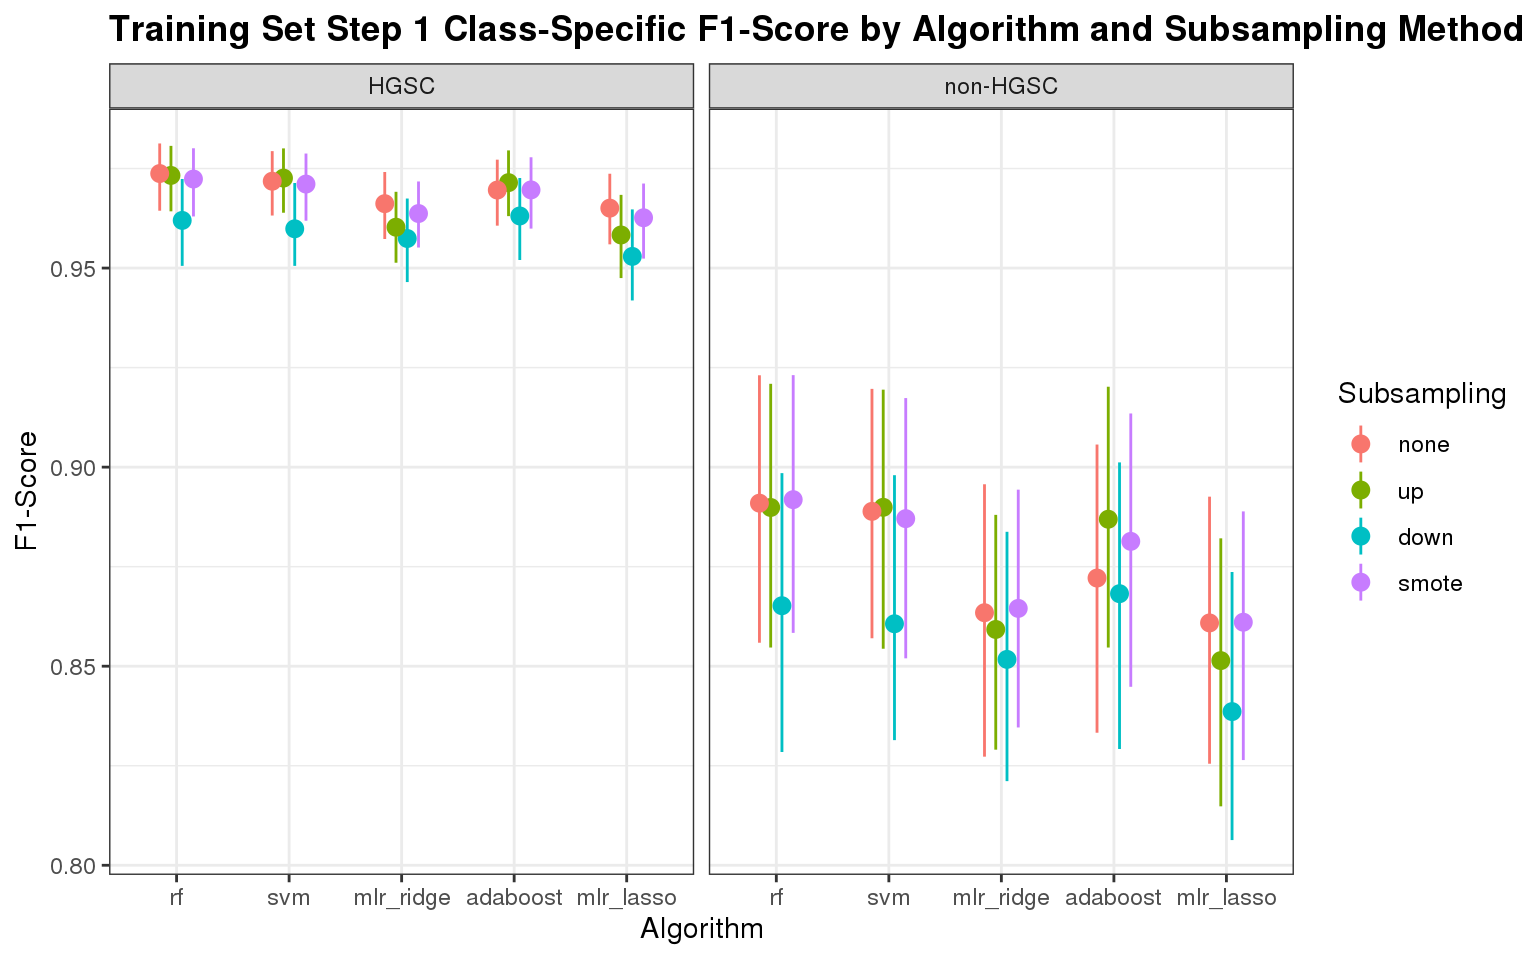 Training Set Step 1 Class-Specific F1-Score by Algorithm and Subsampling Method
HGSC
non-HGSC
F1-Score
0.95
0.90
0.85
0.80
rf svm mlr_ridge adaboost mlr_lasso
rf svm mlr_ridge adaboost mlr_lasso
Algorithm
Subsampling
none
up
down
smote